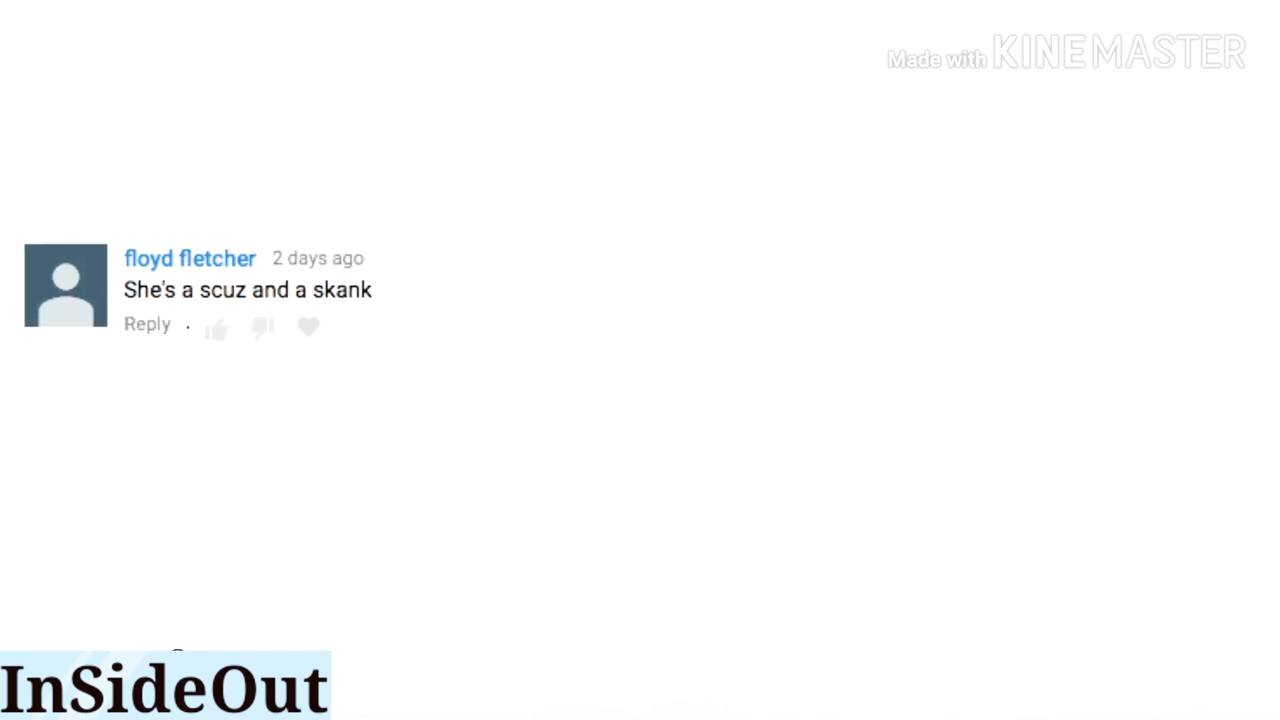 Made with KINEMASTER
floyd fletcher 2 days ago
She's a scuz and a skank
Reply .
InSideOut